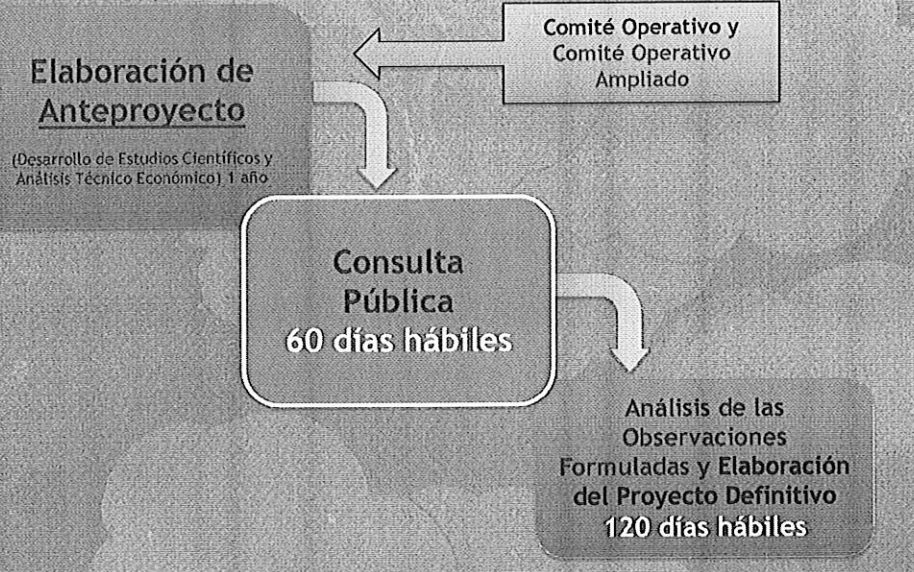 Elaboración de
Anteproyecto
(Desarrollo de Estudios Científicos y
Análisis Técnico Económico) 1 año
Comité Operativo y
Comité Operativo
Ampliado
Consulta
Pública
60 días hábiles
Análisis de las
Observaciones
Formuladas y Elaboración
del Proyecto Definitivo
120 días hábiles